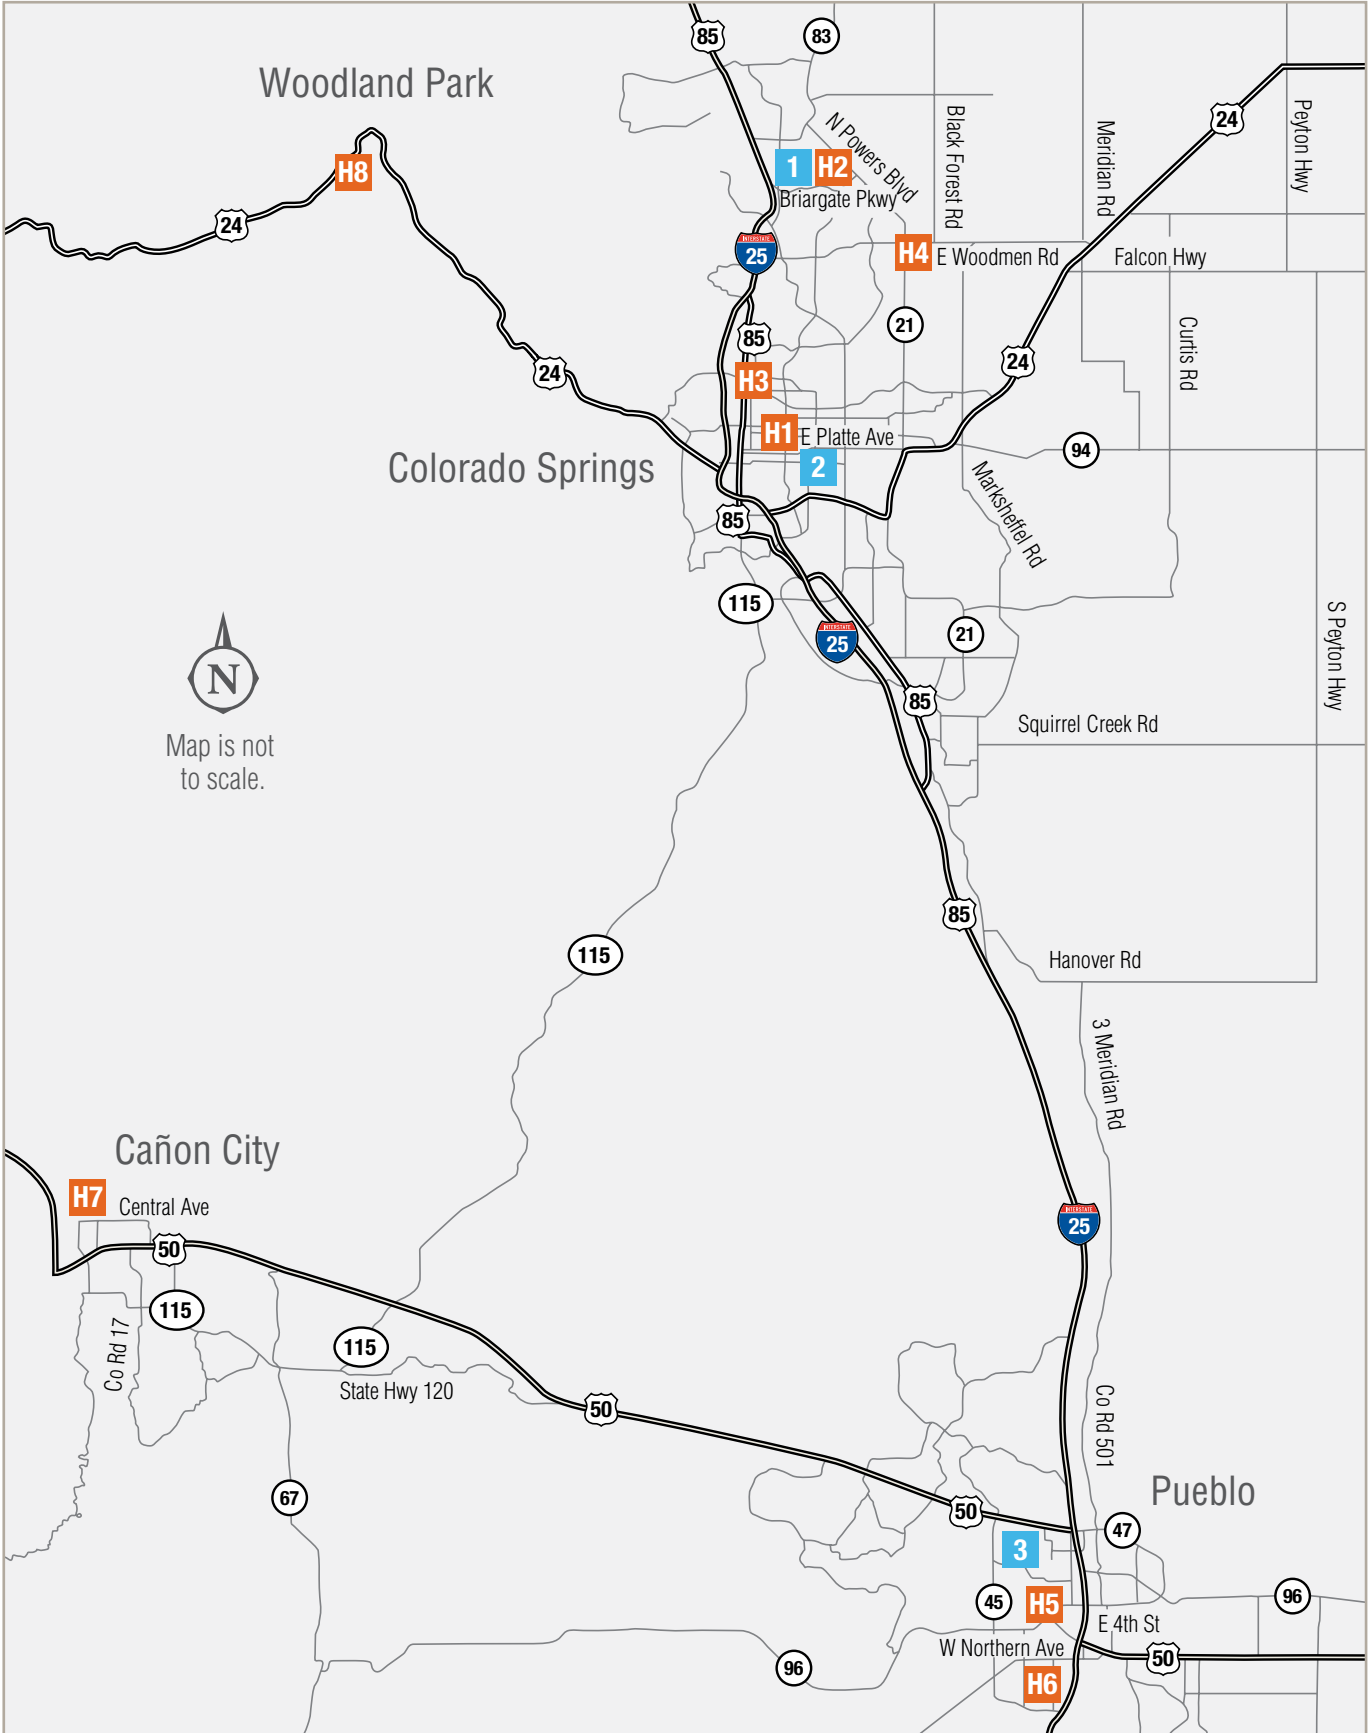 85
83
Woodland Park
24
Peyton Hwy
Black Forest Rd
N Powers Blvd
Meridian Rd
1
H2
H8
Briargate Pkwy
24
INTERSTATE
25
H4
E Woodmen Rd
Falcon Hwy
21
85
Curtis Rd
24
24
H3
H1
E Platte Ave
94
Colorado Springs
2
Marksheffel Rd
85
115
INTERSTATE
25
21
S Peyton Hwy
N
85
Squirrel Creek Rd
Map is not
to scale.
85
115
Hanover Rd
3 Meridian Rd
Cañon City
H7
Central Ave
INTERSTATE
25
50
115
115
Co Rd 17
State Hwy 120
50
Co Rd 501
67
Pueblo
50
47
3
45
H5
96
E 4th St
W Northern Ave
50
96
H6